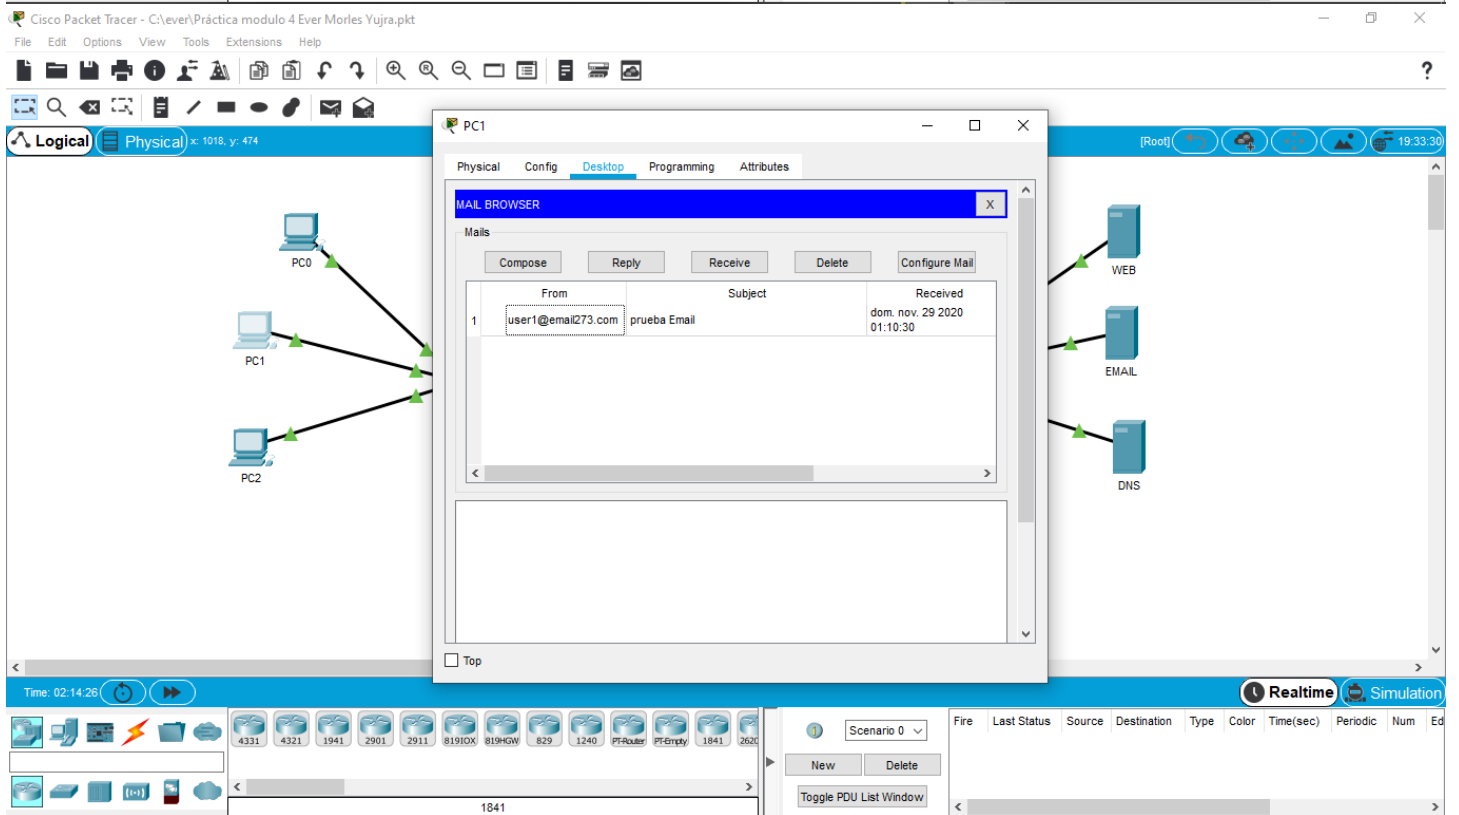 Cisco Packet Tracer - C:\ever\Práctica modulo 4 Ever Morles Yujra.pkt
File Edit Options View Tools Extensions Help
Logical Physical x: 1018, y: 474
[Root] 19:33:30
PC1
Physical Config Desktop Programming Attributes
MAIL BROWSER X
Mails
Compose Reply Receive Delete Configure Mail
From Subject Received
1 user1@email273.com prueba Email dom. nov. 29 2020
01:10:30
Top
PC0
PC1
PC2
WEB
EMAIL
DNS
Time: 02:14:26
Realtime Simulation
4331 4321 1941 2901 2911 819IOX 819HGW 829 1240 PT-Router PT-Empty 1841 2620
1841
Scenario 0
New Delete
Toggle PDU List Window
Fire Last Status Source Destination Type Color Time(sec) Periodic Num Ed